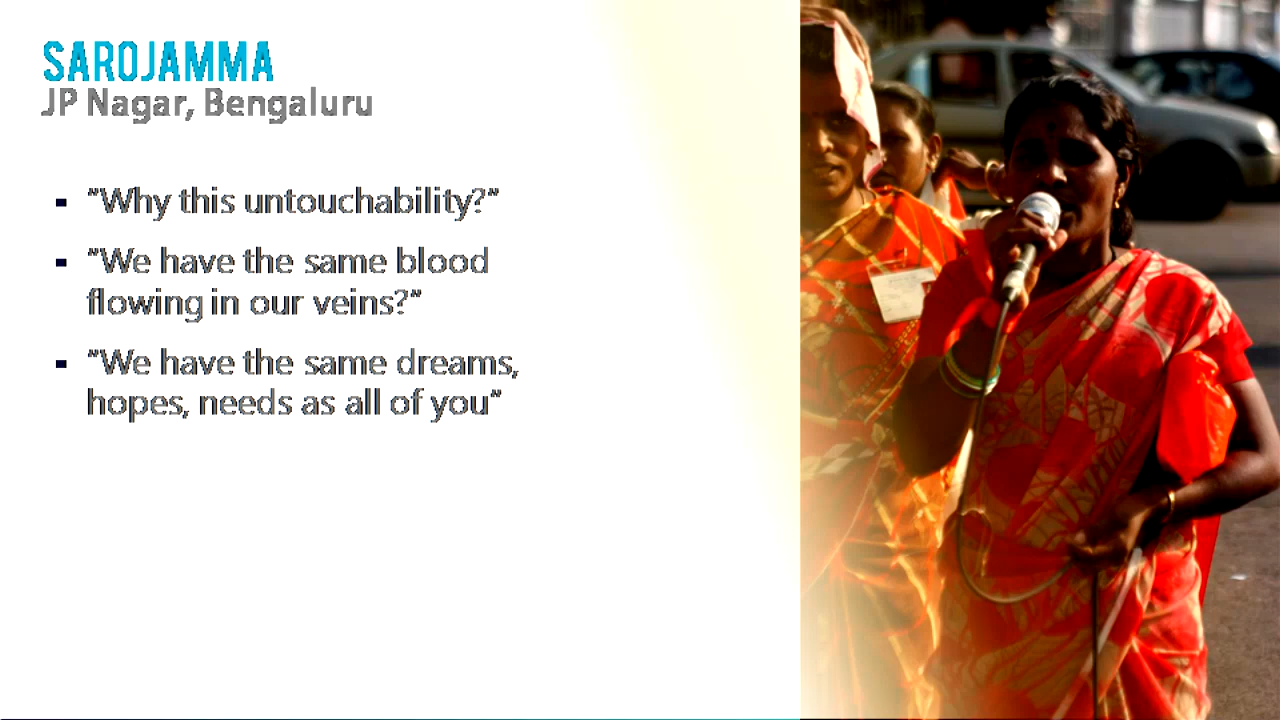 SAROJAMMA
JP Nagar, Bengaluru
▪ "Why this untouchability?"
▪ "We have the same blood
flowing in our veins?"
▪ "We have the same dreams,
hopes, needs as all of you"